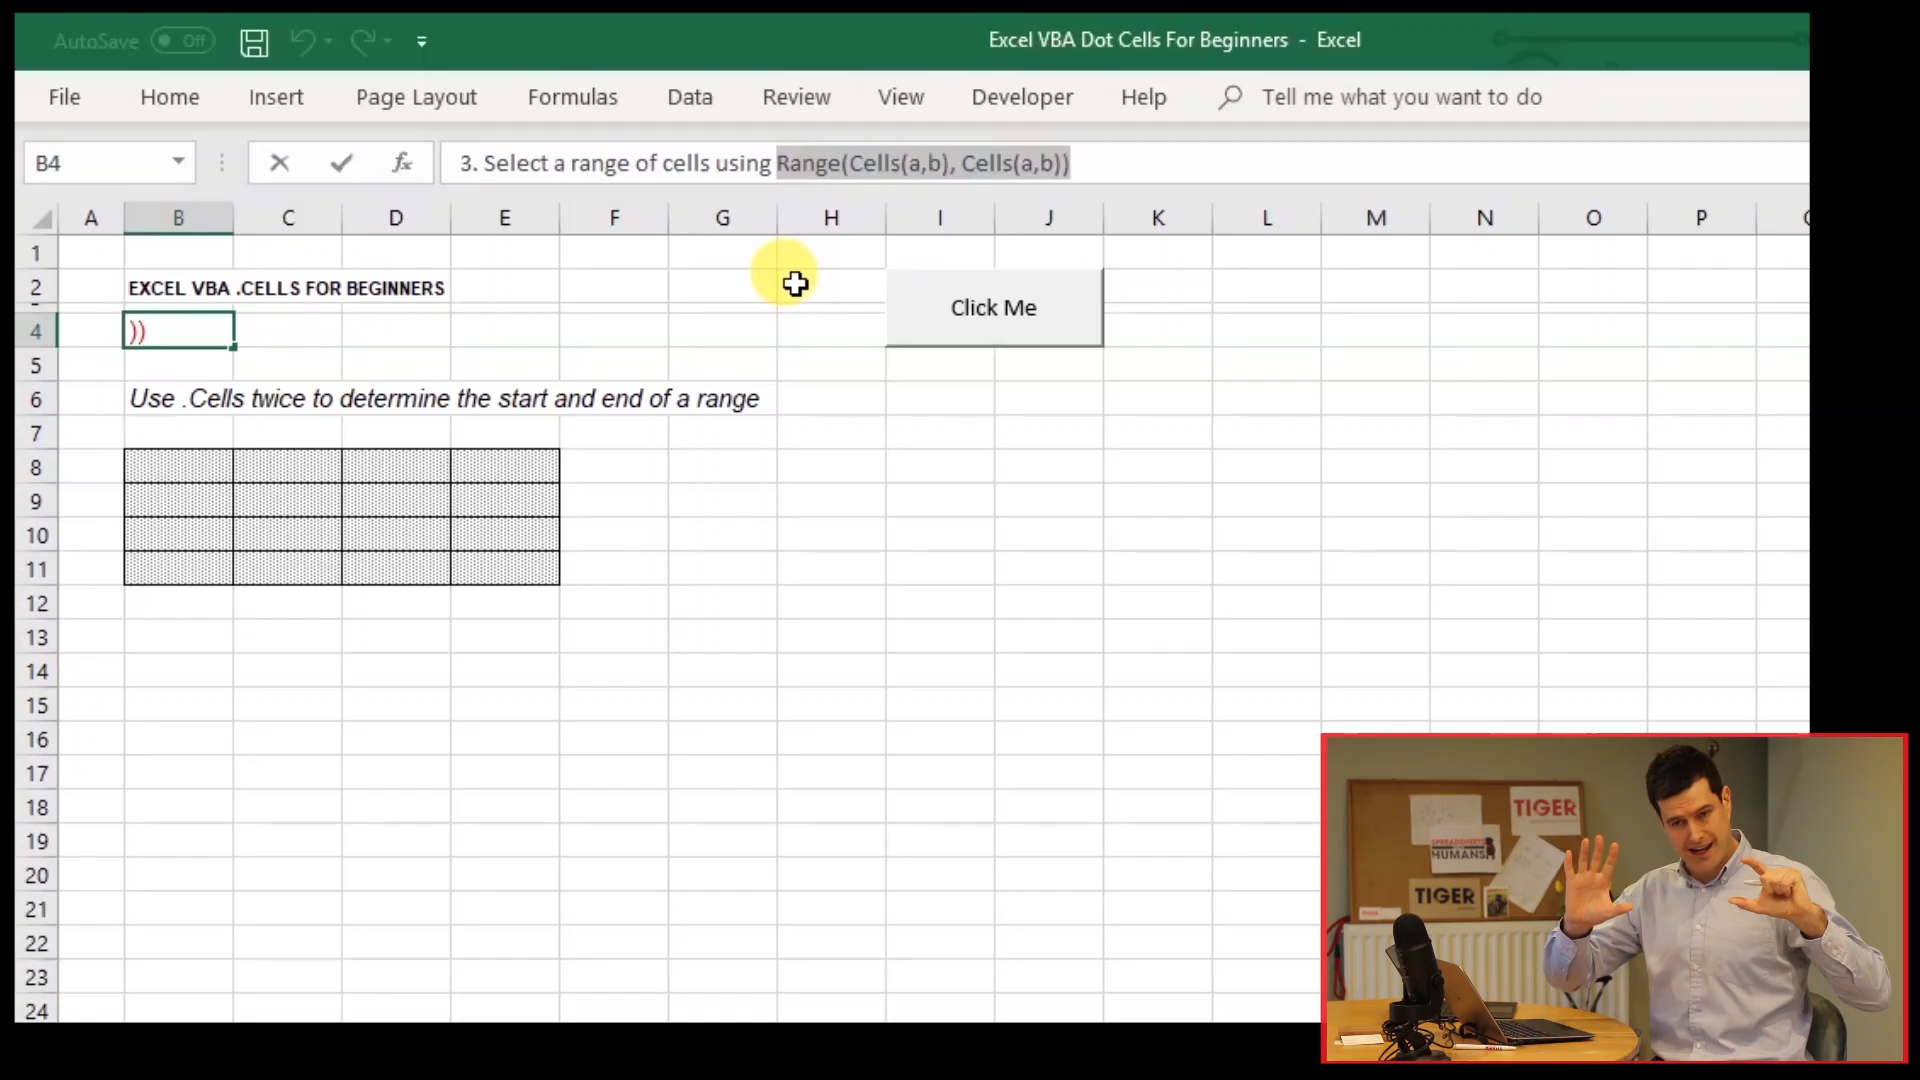 AutoSave Off
Excel VBA Dot Cells For Beginners - Excel
File Home Insert Page Layout Formulas Data Review View Developer Help Tell me what you want to do
B4 fx 3. Select a range of cells using Range(Cells(a,b), Cells(a,b))
A B C D E F G H I J K L M N O P
1
2 EXCEL VBA .CELLS FOR BEGINNERS
Click Me
4 ))
5
6 Use .Cells twice to determine the start and end of a range
7
8
9
10
11
12
13
14
15
16
17
18
19
20
21
22
23
24
TIGER
SPREADSHEETS
HUMANS
TIGER